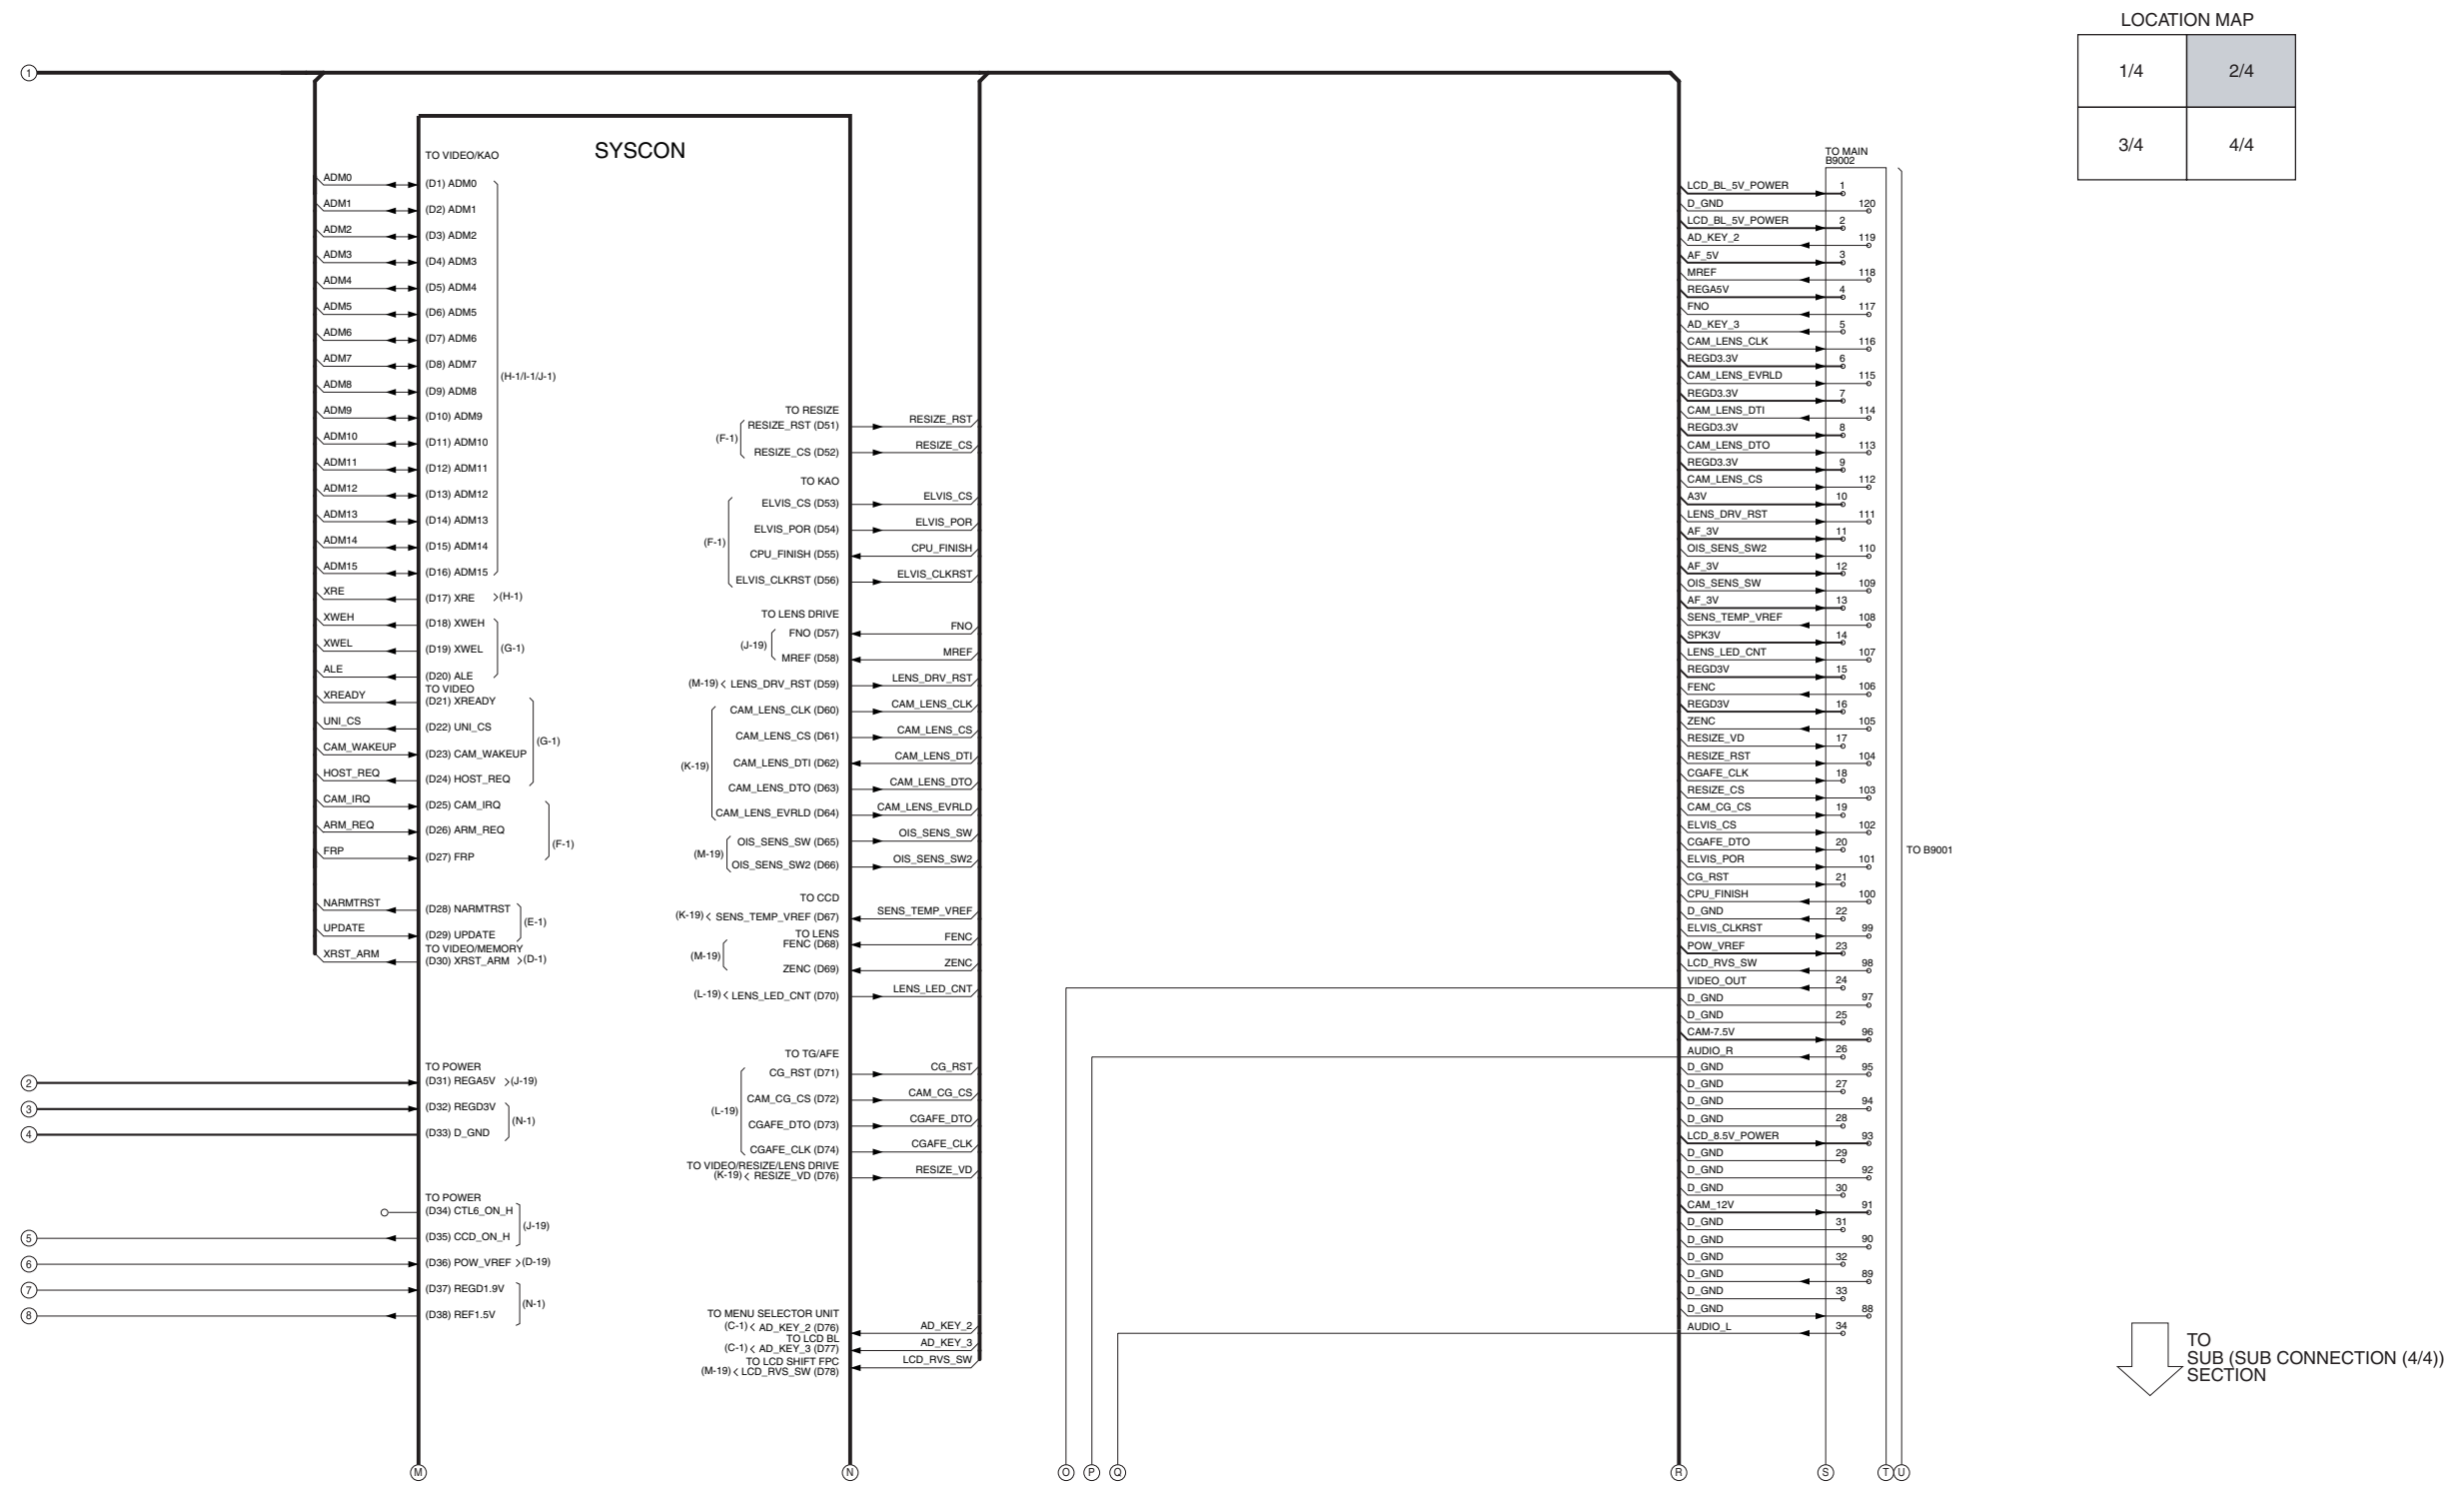 LOCATION MAP
1/4 2/4
3/4 4/4
1
SYSCON
TO VIDEO/KAO
ADM0 (D1) ADM0
ADM1 (D2) ADM1
ADM2 (D3) ADM2
ADM3 (D4) ADM3
ADM4 (D5) ADM4
ADM5 (D6) ADM5
ADM6 (D7) ADM6
ADM7 (D8) ADM7
(H-1/I-1/J-1)
ADM8 (D9) ADM8
ADM9 (D10) ADM9
ADM10 (D11) ADM10
ADM11 (D12) ADM11
ADM12 (D13) ADM12
ADM13 (D14) ADM13
ADM14 (D15) ADM14
ADM15 (D16) ADM15
XRE (D17) XRE (H-1)
XWEH (D18) XWEH
XWEL (D19) XWEL (G-1)
ALE (D20) ALE
TO VIDEO
XREADY (D21) XREADY
UNI_CS (D22) UNI_CS
(G-1)
CAM_WAKEUP (D23) CAM_WAKEUP
HOST_REQ (D24) HOST_REQ
CAM_IRQ (D25) CAM_IRQ
ARM_REQ (D26) ARM_REQ
(F-1)
FRP (D27) FRP
NARMTRST (D28) NARMTRST
(E-1)
UPDATE (D29) UPDATE
TO VIDEO/MEMORY
XRST_ARM (D30) XRST_ARM (D-1)
TO POWER
2 (D31) REGA5V (J-19)
3 (D32) REGD3V
(N-1)
4 (D33) D_GND
TO POWER
(D34) CTL6_ON_H
(J-19)
5 (D35) CCD_ON_H
6 (D36) POW_VREF (D-19)
7 (D37) REGD1.9V
(N-1)
8 (D38) REF1.5V
TO RESIZE
RESIZE_RST (D51) RESIZE_RST
(F-1)
RESIZE_CS (D52) RESIZE_CS
TO KAO
ELVIS_CS (D53) ELVIS_CS
ELVIS_POR (D54) ELVIS_POR
(F-1)
CPU_FINISH (D55) CPU_FINISH
ELVIS_CLKRST (D56) ELVIS_CLKRST
TO LENS DRIVE
FNO (D57) FNO
(J-19)
MREF (D58) MREF
(M-19) LENS_DRV_RST (D59) LENS_DRV_RST
CAM_LENS_CLK (D60) CAM_LENS_CLK
CAM_LENS_CS (D61) CAM_LENS_CS
(K-19) CAM_LENS_DTI (D62) CAM_LENS_DTI
CAM_LENS_DTO (D63) CAM_LENS_DTO
CAM_LENS_EVRLD (D64) CAM_LENS_EVRLD
OIS_SENS_SW (D65) OIS_SENS_SW
(M-19)
OIS_SENS_SW2 (D66) OIS_SENS_SW2
TO CCD
(K-19) SENS_TEMP_VREF (D67) SENS_TEMP_VREF
TO LENS
FENC (D68) FENC
(M-19)
ZENC (D69) ZENC
(L-19) LENS_LED_CNT (D70) LENS_LED_CNT
TO TG/AFE
CG_RST (D71) CG_RST
CAM_CG_CS (D72) CAM_CG_CS
(L-19)
CGAFE_DTO (D73) CGAFE_DTO
CGAFE_CLK (D74) CGAFE_CLK
TO VIDEO/RESIZE/LENS DRIVE
(K-19) RESIZE_VD (D76) RESIZE_VD
TO MENU SELECTOR UNIT
(C-1) AD_KEY_2 (D76) AD_KEY_2
TO LCD BL
(C-1) AD_KEY_3 (D77) AD_KEY_3
TO LCD SHIFT FPC
(M-19) LCD_RVS_SW (D78) LCD_RVS_SW
TO MAIN
B9002
LCD_BL_5V_POWER 1
D_GND 120
LCD_BL_5V_POWER 2
AD_KEY_2 119
AF_5V 3
MREF 118
REGA5V 4
FNO 117
AD_KEY_3 5
CAM_LENS_CLK 116
REGD3.3V 6
CAM_LENS_EVRLD 115
REGD3.3V 7
CAM_LENS_DTI 114
REGD3.3V 8
CAM_LENS_DTO 113
REGD3.3V 9
CAM_LENS_CS 112
A3V 10
LENS_DRV_RST 111
AF_3V 11
OIS_SENS_SW2 110
AF_3V 12
OIS_SENS_SW 109
AF_3V 13
SENS_TEMP_VREF 108
SPK3V 14
LENS_LED_CNT 107
REGD3V 15
FENC 106
REGD3V 16
ZENC 105
RESIZE_VD 17
RESIZE_RST 104
CGAFE_CLK 18
RESIZE_CS 103
CAM_CG_CS 19
ELVIS_CS 102
CGAFE_DTO 20
TO B9001
ELVIS_POR 101
CG_RST 21
CPU_FINISH 100
D_GND 22
ELVIS_CLKRST 99
POW_VREF 23
LCD_RVS_SW 98
VIDEO_OUT 24
D_GND 97
D_GND 25
CAM-7.5V 96
AUDIO_R 26
D_GND 95
D_GND 27
D_GND 94
D_GND 28
LCD_8.5V_POWER 93
D_GND 29
D_GND 92
D_GND 30
CAM_12V 91
D_GND 31
D_GND 90
D_GND 32
D_GND 89
D_GND 33
D_GND 88
AUDIO_L 34
TO
SUB (SUB CONNECTION (4/4))
SECTION
M N O P Q R S T U